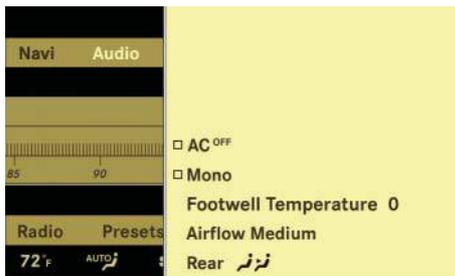 Navi Audio
85 90
Radio Presets
72°F AUTO
□ AC OFF
□ Mono
Footwell Temperature 0
Airflow Medium
Rear